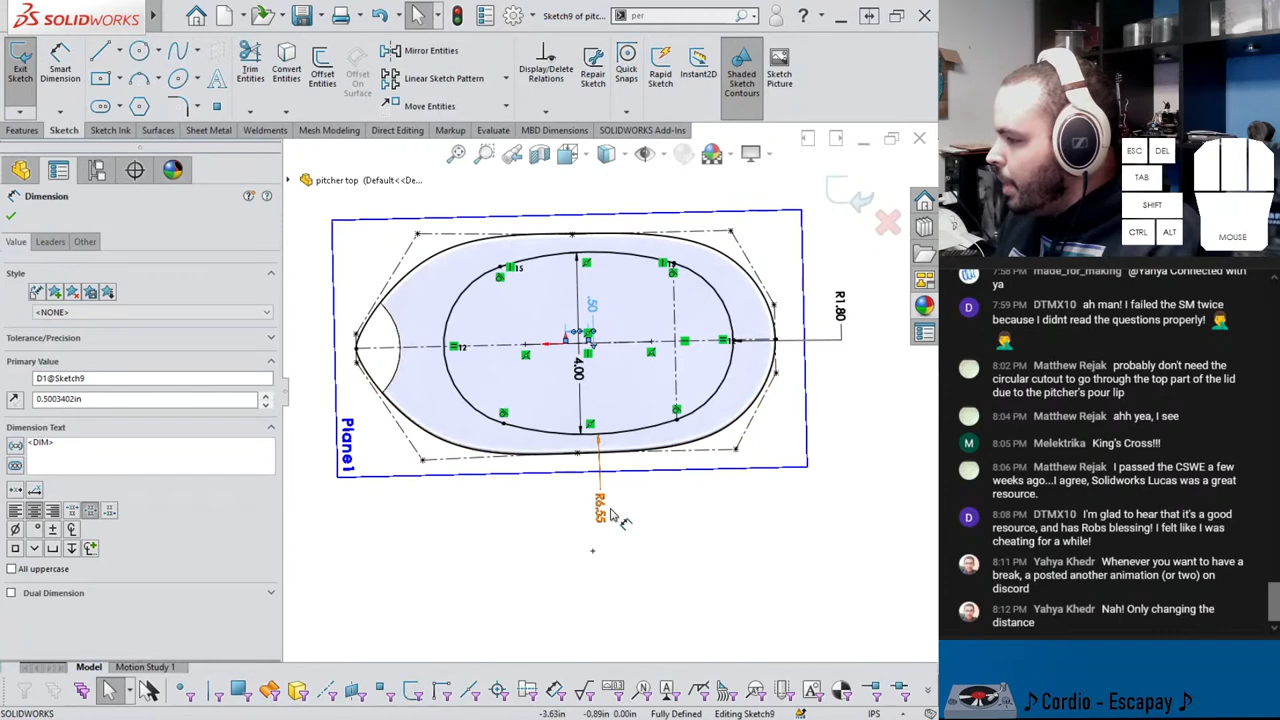 SOLIDWORKS
Sketch9 of pitc...
per
Exit Sketch
Smart Dimension
Trim Entities
Convert Entities
Offset Entities
Offset On Surface
Mirror Entities
Linear Sketch Pattern
Move Entities
Display/Delete Relations
Repair Sketch
Quick Snaps
Rapid Sketch
Instant2D
Shaded Sketch Contours
Sketch Picture
Features
Sketch
Sketch Ink
Surfaces
Sheet Metal
Weldments
Mesh Modeling
Direct Editing
Markup
Evaluate
MBD Dimensions
SOLIDWORKS Add-Ins
pitcher top (Default<<De...
Dimension
Value
Leaders
Other
Style
<NONE>
Tolerance/Precision
Primary Value
D1@Sketch9
0.5003402in
Dimension Text
<DIM>
All uppercase
Dual Dimension
R1.80
.50
4.00
R6.55
15
12
Plane1
Model
Motion Study 1
-3.63in
-0.89in 0.00in
Fully Defined
Editing Sketch9
IPS
ESC
DEL
TAB
SHIFT
CTRL
ALT
MOUSE
7:58 PM made_for_making @Yahya Connected with
ya
7:59 PM DTMX10 ah man! I failed the SM twice
because I didnt read the questions properly!
8:02 PM Matthew Rejak probably don't need the
circular cutout to go through the top part of the lid
due to the pitcher's pour lip
8:04 PM Matthew Rejak ahh yea, I see
8:05 PM Melektrika King's Cross!!!
8:06 PM Matthew Rejak I passed the CSWE a few
weeks ago...I agree, Solidworks Lucas was a great
resource.
8:08 PM DTMX10 I'm glad to hear that it's a good
resource, and has Robs blessing! I felt like I was
cheating for a while!
8:11 PM Yahya Khedr Whenever you want to have a
break, a posted another animation (or two) on
discord
8:12 PM Yahya Khedr Nah! Only changing the
distance
♪ Cordio - Escapay ♪